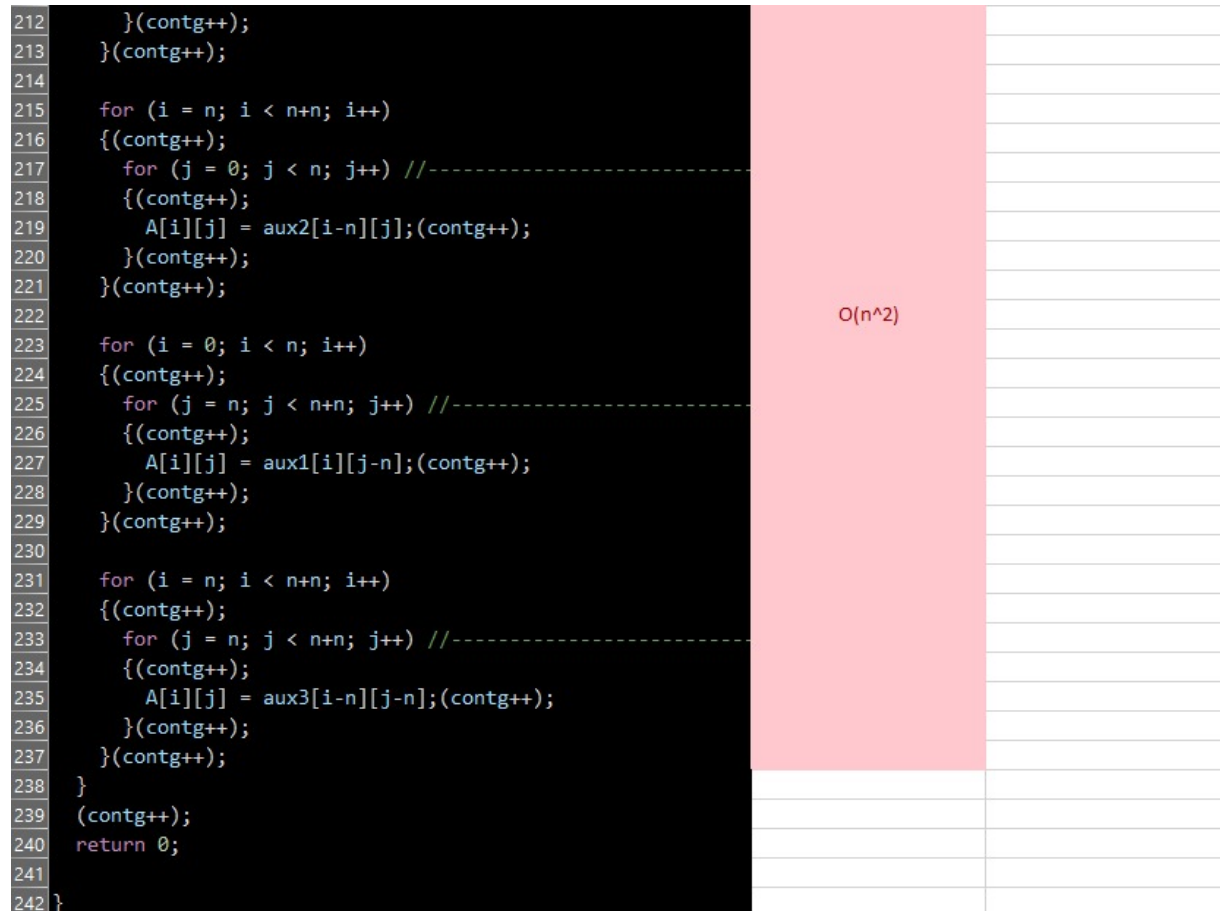 212       }(contg++);
213     }(contg++);
214
215     for (i = n; i < n+n; i++)
216     {(contg++);
217       for (j = 0; j < n; j++) //----------------------------
218       {(contg++);
219         A[i][j] = aux2[i-n][j];(contg++);
220       }(contg++);
221     }(contg++);
222 O(n^2)
223     for (i = 0; i < n; i++)
224     {(contg++);
225       for (j = n; j < n+n; j++) //--------------------------
226       {(contg++);
227         A[i][j] = aux1[i][j-n];(contg++);
228       }(contg++);
229     }(contg++);
230
231     for (i = n; i < n+n; i++)
232     {(contg++);
233       for (j = n; j < n+n; j++) //--------------------------
234       {(contg++);
235         A[i][j] = aux3[i-n][j-n];(contg++);
236       }(contg++);
237     }(contg++);
238   }
239   (contg++);
240   return 0;
241
242 }